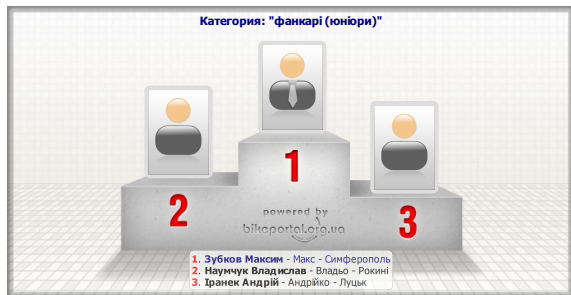 Категория: "фанкарі (юніори)"
1
2
3
powered by
bikeportal.org.ua
1. Зубков Максим - Макс - Симферополь
2. Наумчук Владислав - Владьо - Рокині
3. Іранек Андрій - Андрійко - Луцьк